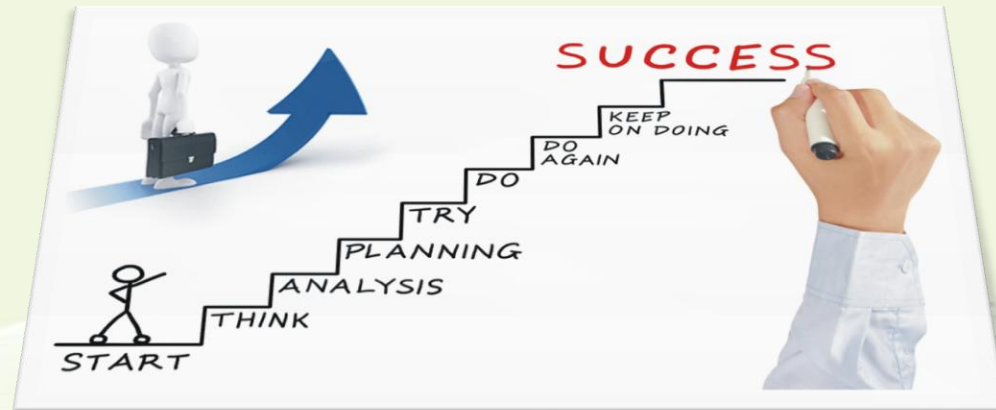 SUCCESS
KEEP
ON DOING
DO
AGAIN
DO
TRY
PLANNING
ANALYSIS
THINK
START